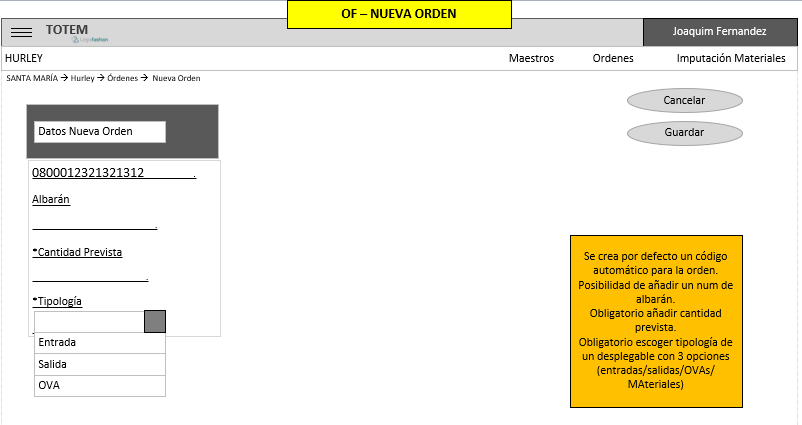 OF – NUEVA ORDEN
TOTEM
Logisfashion
Joaquim Fernandez
HURLEY
Maestros
Ordenes
Imputación Materiales
SANTA MARÍA → Hurley → Órdenes → Nueva Orden
Cancelar
Datos Nueva Orden
Guardar
0800012321321312 .
Albarán
.
*Cantidad Prevista
.
*Tipología
Entrada
Salida
OVA
Se crea por defecto un código
automático para la orden.
Posibilidad de añadir un num de
albarán.
Obligatorio añadir cantidad
prevista.
Obligatorio escoger tipología de
un desplegable con 3 opciones
(entradas/salidas/OVAs/
MAteriales)